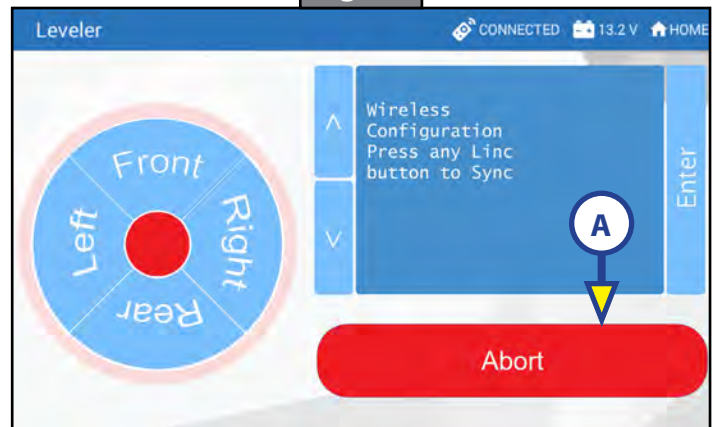 Leveler
CONNECTED
13.2 V
HOME
Front
Left
Right
Rear
Wireless
Configuration
Press any Linc
button to Sync
Enter
A
Abort